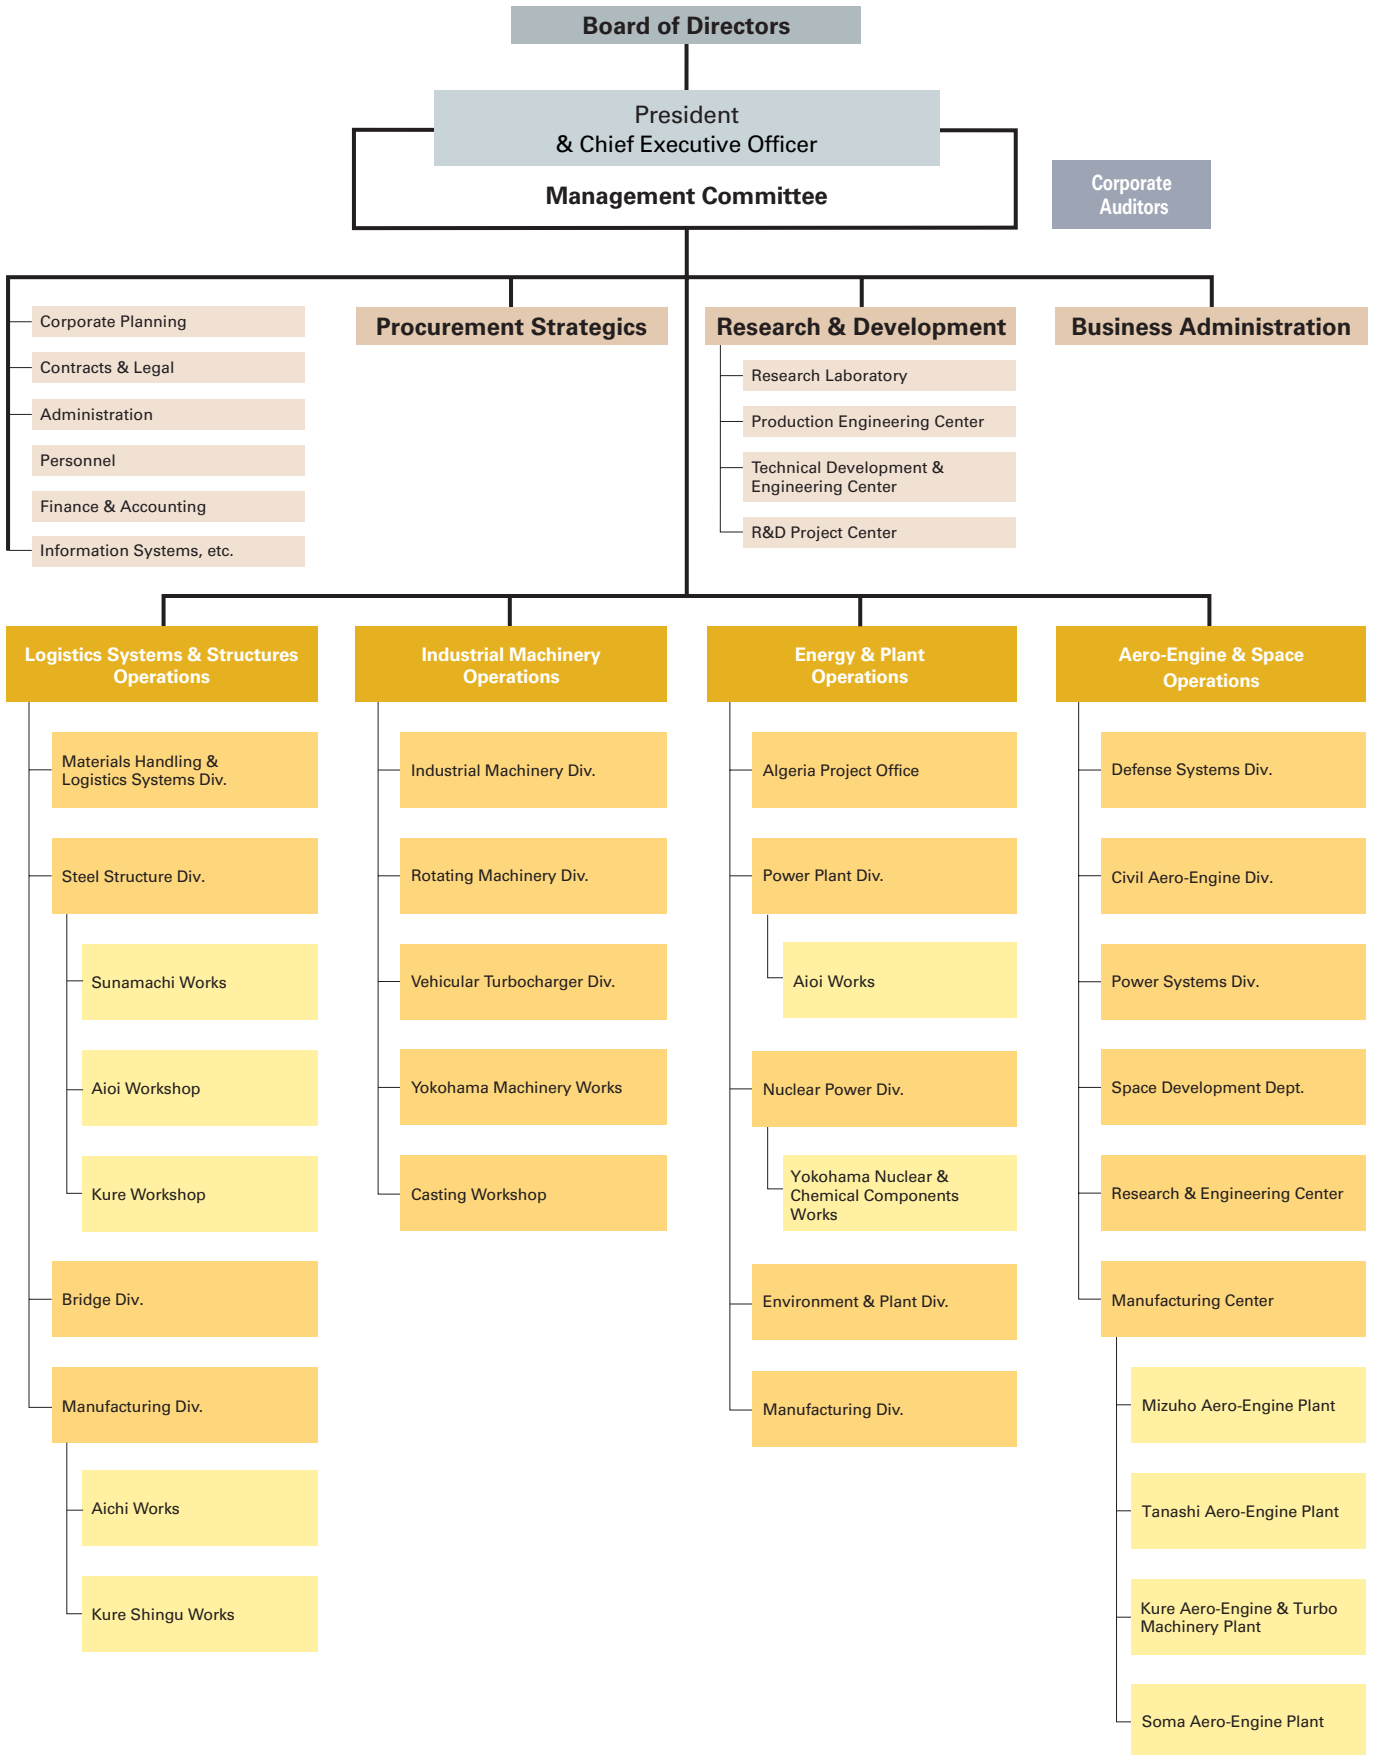 Board of Directors
President
& Chief Executive Officer
Management Committee
Corporate
Auditors
Corporate Planning
Contracts & Legal
Administration
Personnel
Finance & Accounting
Information Systems, etc.
Procurement Strategics
Research & Development
Research Laboratory
Production Engineering Center
Technical Development &
Engineering Center
R&D Project Center
Business Administration
Logistics Systems & Structures
Operations
Materials Handling &
Logistics Systems Div.
Steel Structure Div.
Sunamachi Works
Aioi Workshop
Kure Workshop
Bridge Div.
Manufacturing Div.
Aichi Works
Kure Shingu Works
Industrial Machinery
Operations
Industrial Machinery Div.
Rotating Machinery Div.
Vehicular Turbocharger Div.
Yokohama Machinery Works
Casting Workshop
Energy & Plant
Operations
Algeria Project Office
Power Plant Div.
Aioi Works
Nuclear Power Div.
Yokohama Nuclear &
Chemical Components
Works
Environment & Plant Div.
Manufacturing Div.
Aero-Engine & Space
Operations
Defense Systems Div.
Civil Aero-Engine Div.
Power Systems Div.
Space Development Dept.
Research & Engineering Center
Manufacturing Center
Mizuho Aero-Engine Plant
Tanashi Aero-Engine Plant
Kure Aero-Engine & Turbo
Machinery Plant
Soma Aero-Engine Plant